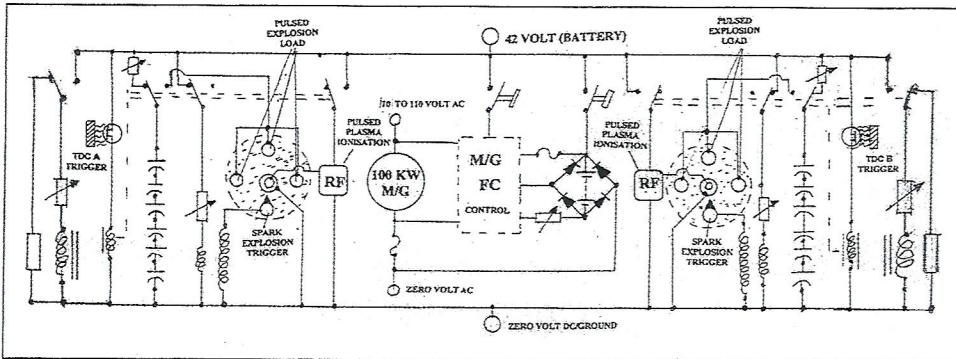 PULSED
EXPLOSION
LOAD
42 VOLT (BATTERY)
PULSED
EXPLOSION
LOAD
TO 110 VOLT AC
TDC A
TRIGGER
PULSED
PLASMA
IONISATION
RF
100 KW
M/G
M/G
FC
CONTROL
PULSED
PLASMA
IONISATION
RF
TDC B
TRIGGER
SPARK
EXPLOSION
TRIGGER
SPARK
EXPLOSION
TRIGGER
ZERO VOLT AC
ZERO VOLT DC/GROUND